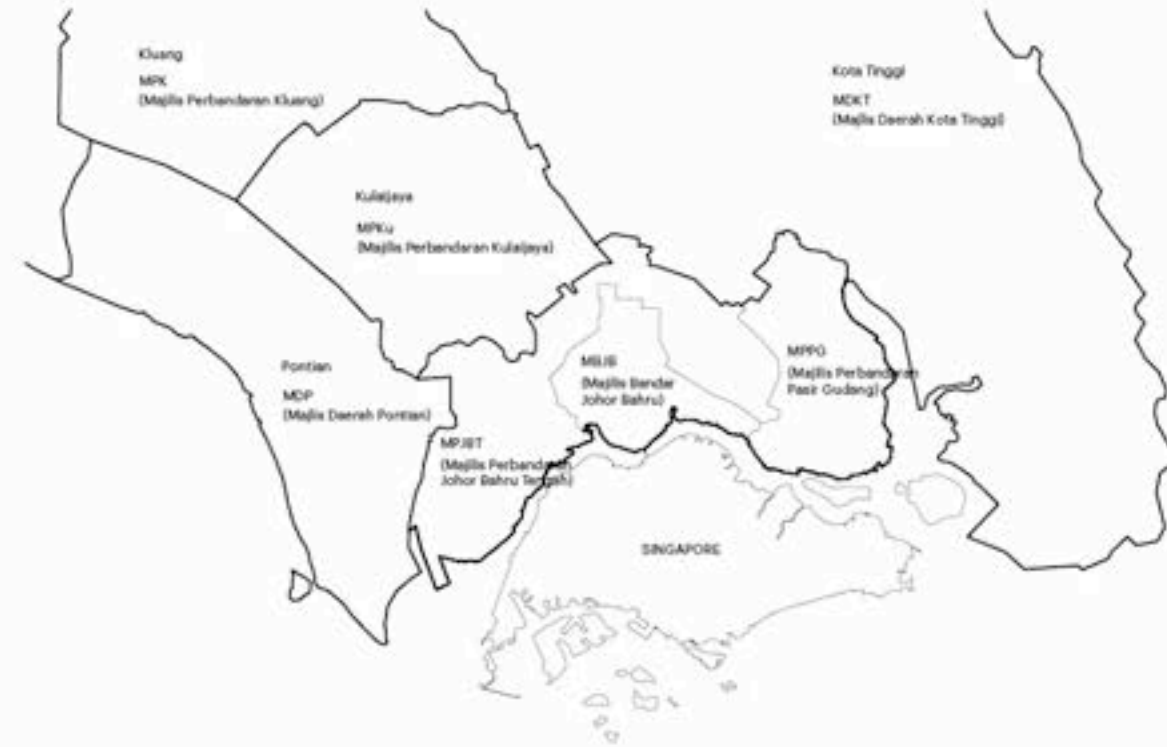 Kluang
MPK
(Majlis Perbandaran Kluang)
Kota Tinggi
MDKT
(Majlis Daerah Kota Tinggi)
Kulaijaya
MPKu
(Majlis Perbandaran Kulaijaya)
Pontian
MDP
(Majlis Daerah Pontian)
MBJB
(Majlis Bandar
Johor Bahru)
MPPG
(Majlis Perbandaran
Pasir Gudang)
MPJBT
(Majlis Perbandaran
Johor Bahru Tengah)
SINGAPORE